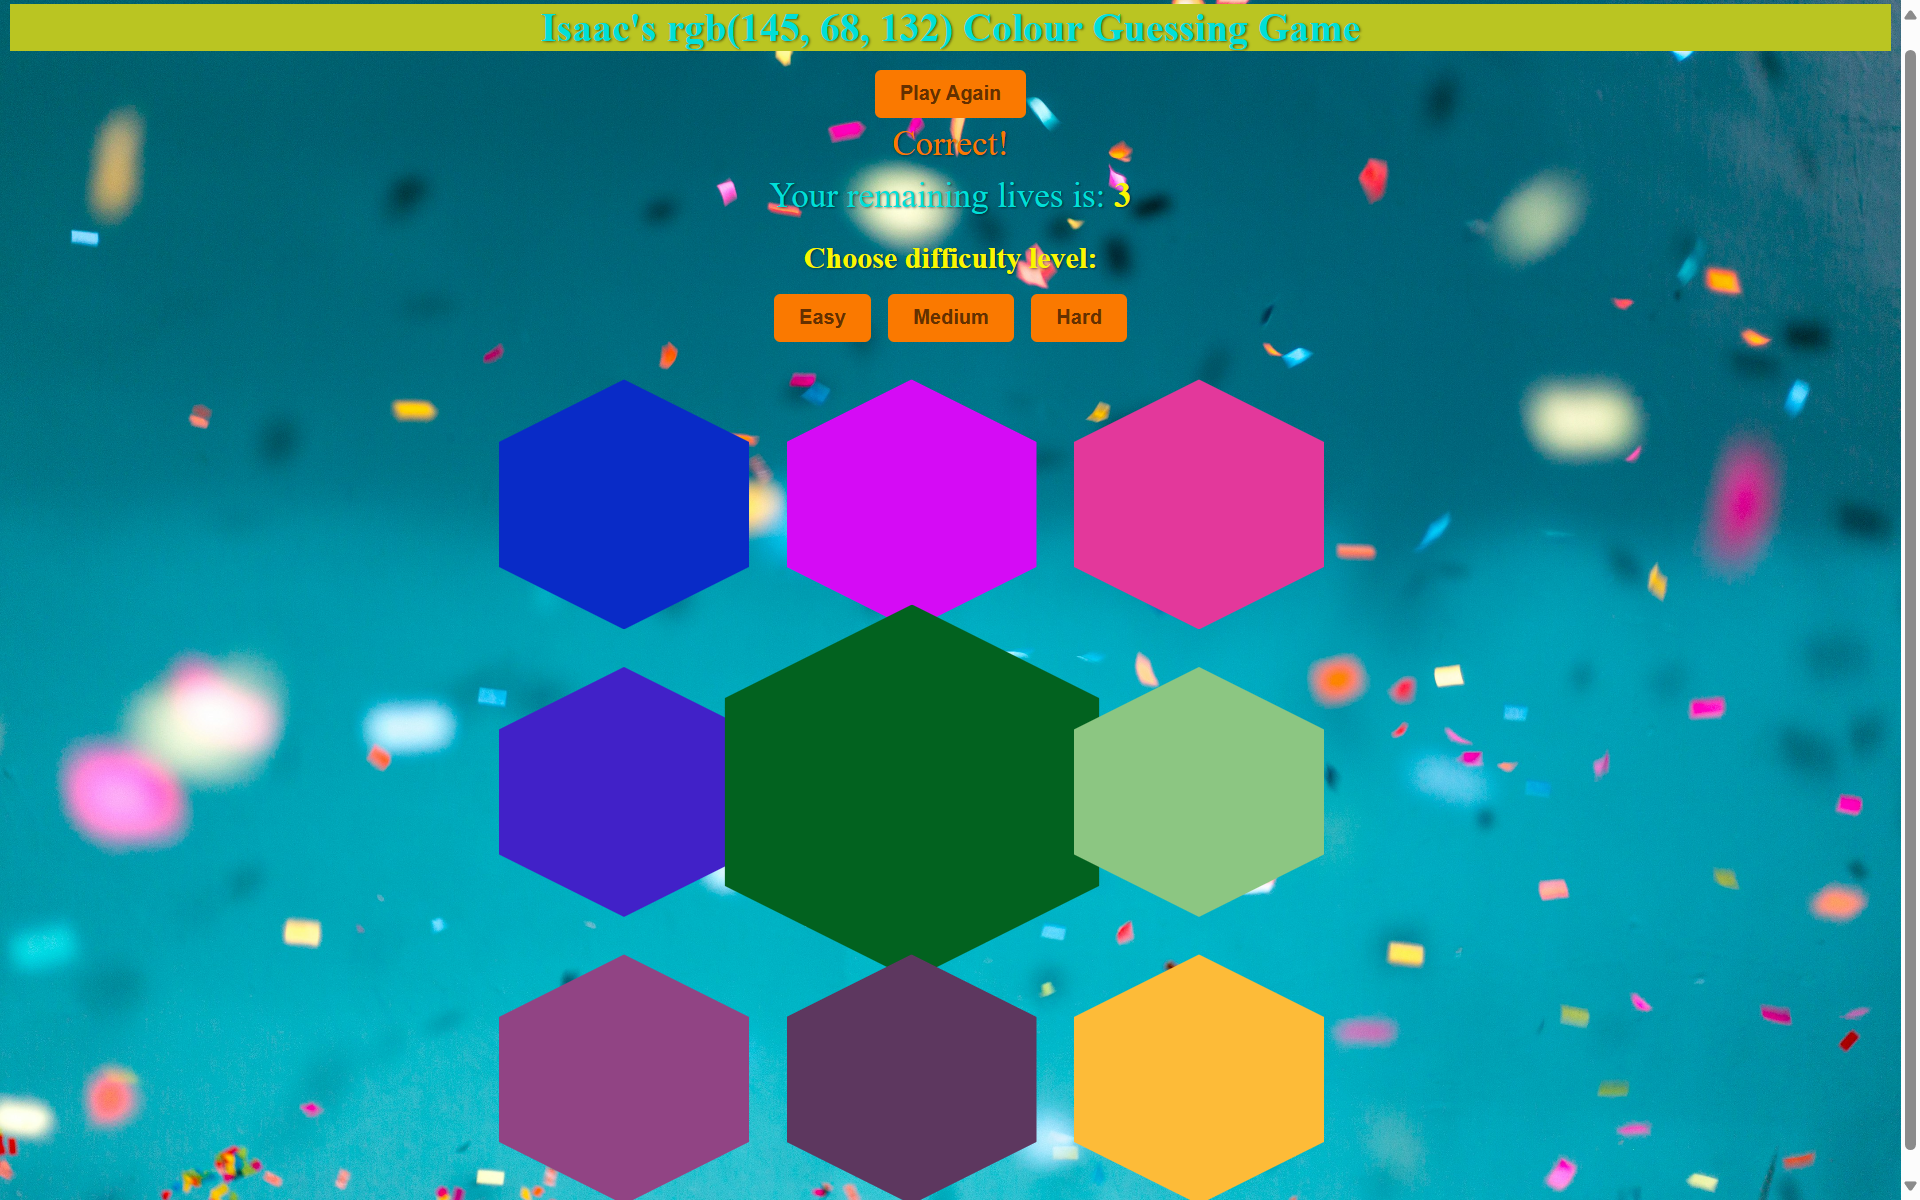 Isaac's rgb(145, 68, 132) Colour Guessing Game
Play Again
Correct!
Your remaining lives is: 3
Choose difficulty level:
Easy Medium Hard